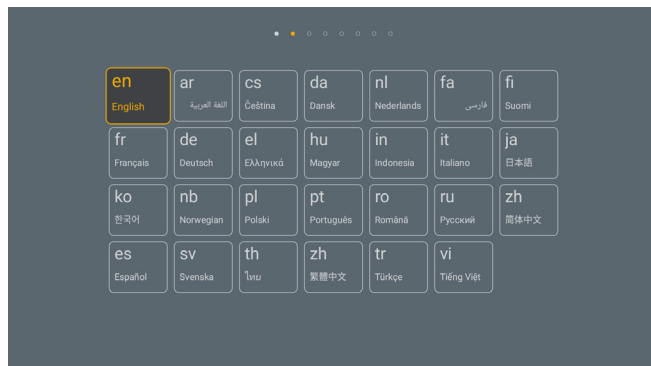 en
English
ar
اللغة العربية
cs
Čeština
da
Dansk
nl
Nederlands
fa
فارسی
fi
Suomi
fr
Français
de
Deutsch
el
Ελληνικά
hu
Magyar
in
Indonesia
it
Italiano
ja
日本語
ko
한국어
nb
Norwegian
pl
Polski
pt
Português
ro
Română
ru
Русский
zh
简体中文
es
Español
sv
Svenska
th
ไทย
zh
繁體中文
tr
Türkçe
vi
Tiếng Việt